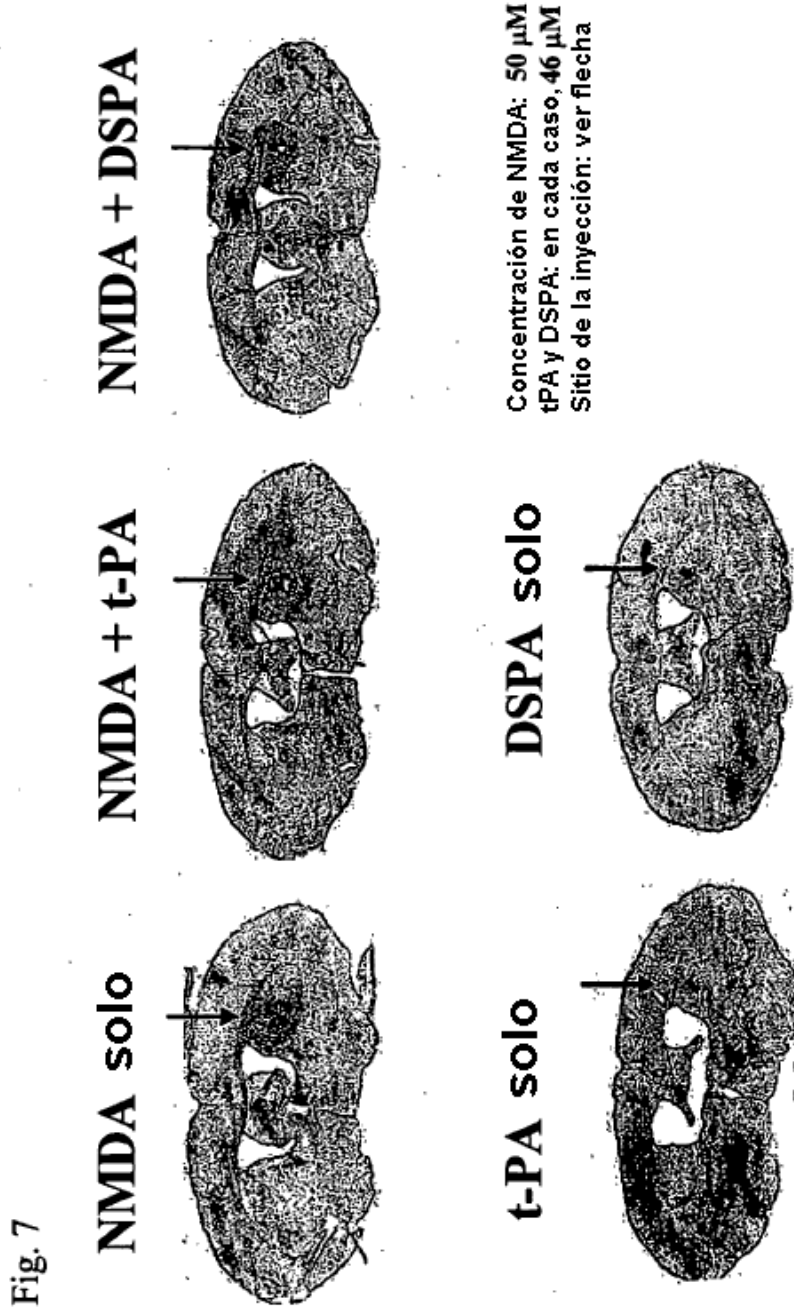 Fig. 7
NMDA solo
NMDA + t-PA
NMDA + DSPA
t-PA solo
DSPA solo
Concentración de NMDA: 50 µM
tPA y DSPA: en cada caso, 46 µM
Sitio de la inyección: ver flecha